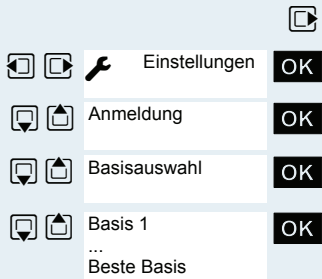 Einstellungen OK
Anmeldung OK
Basisauswahl OK
Basis 1 OK
...
Beste Basis